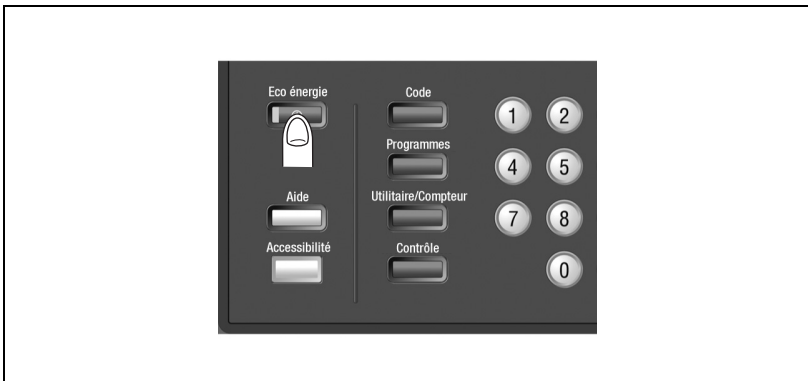 Eco énergie
Code
1 2
Programmes
4 5
Aide
Utilitaire/Compteur
7 8
Accessibilité
Contrôle
0